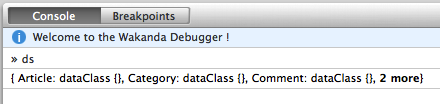 Console Breakpoints
Welcome to the Wakanda Debugger !
» ds
{ Article: dataClass {}, Category: dataClass {}, Comment: dataClass {}, 2 more}